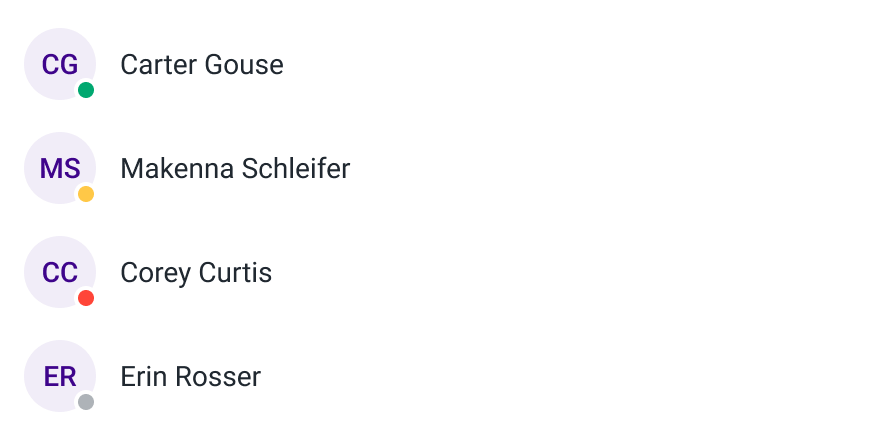 CG Carter Gouse
MS Makenna Schleifer
CC Corey Curtis
ER Erin Rosser